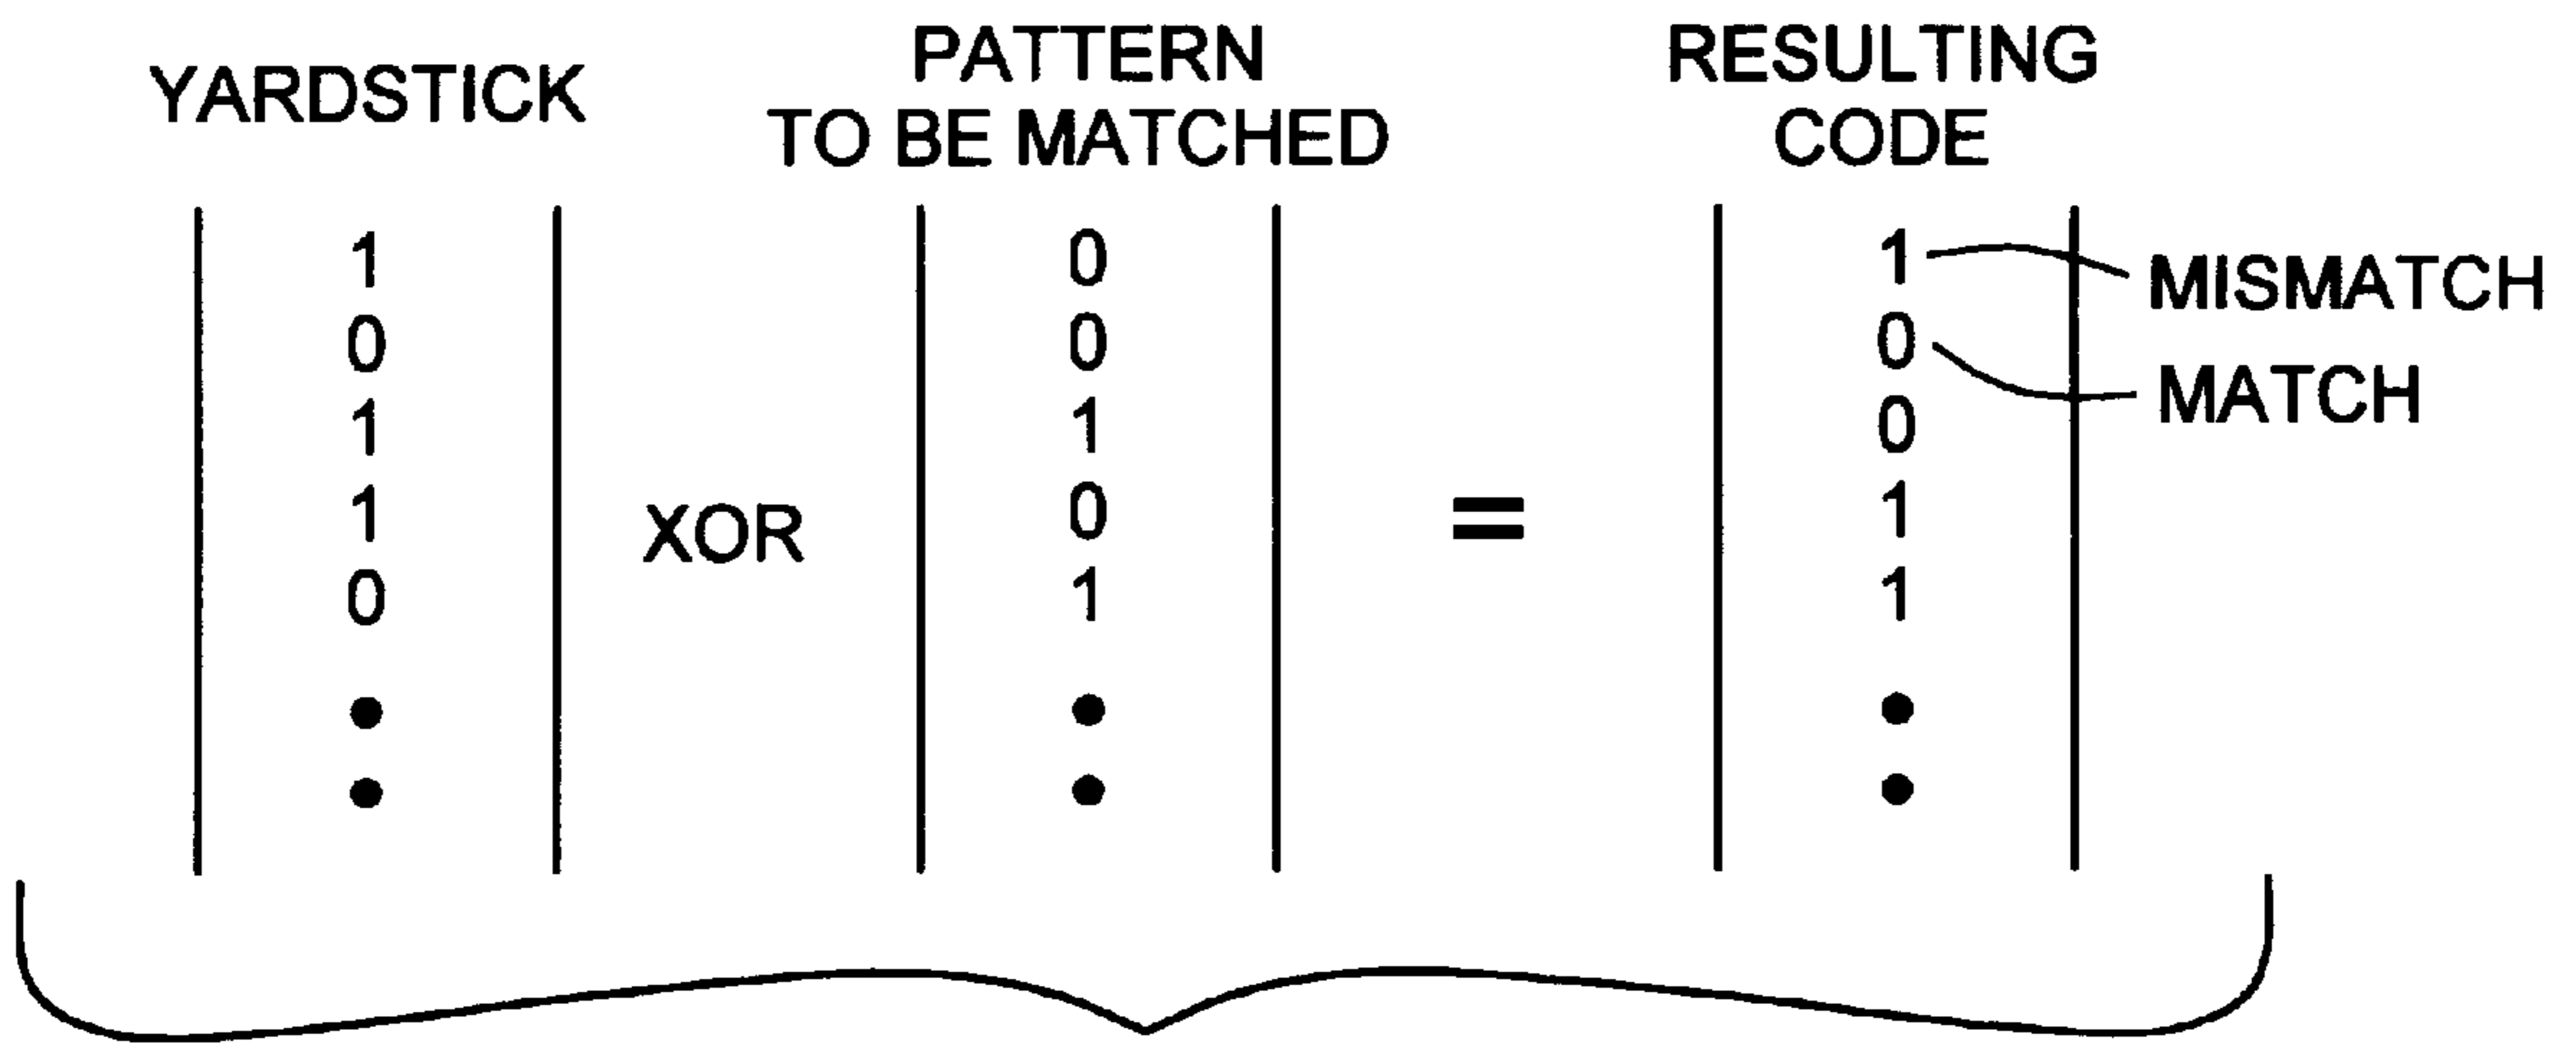 YARDSTICK
PATTERN
TO BE MATCHED
RESULTING
CODE
1 0 1 MISMATCH
0 0 0 MATCH
1 1 0
1 XOR 0 = 1
0 1 1